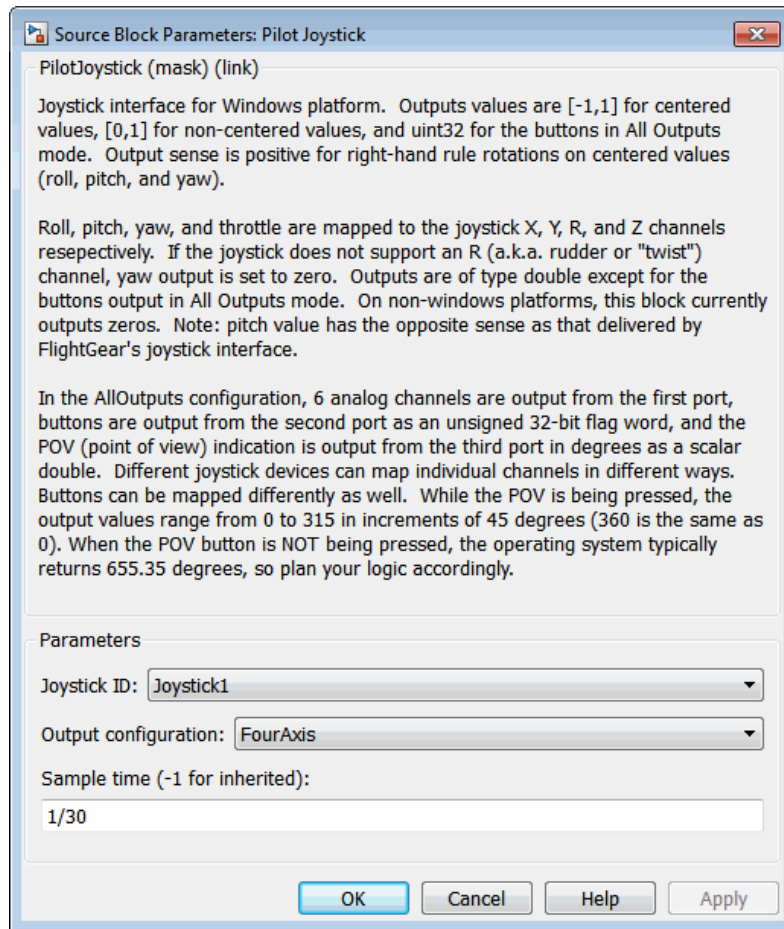 Source Block Parameters: Pilot Joystick
PilotJoystick (mask) (link)
Joystick interface for Windows platform.  Outputs values are [-1,1] for centered
values, [0,1] for non-centered values, and uint32 for the buttons in All Outputs
mode.  Output sense is positive for right-hand rule rotations on centered values
(roll, pitch, and yaw).
Roll, pitch, yaw, and throttle are mapped to the joystick X, Y, R, and Z channels
resepectively.  If the joystick does not support an R (a.k.a. rudder or "twist")
channel, yaw output is set to zero.  Outputs are of type double except for the
buttons output in All Outputs mode.  On non-windows platforms, this block currently
outputs zeros.  Note: pitch value has the opposite sense as that delivered by
FlightGear's joystick interface.
In the AllOutputs configuration, 6 analog channels are output from the first port,
buttons are output from the second port as an unsigned 32-bit flag word, and the
POV (point of view) indication is output from the third port in degrees as a scalar
double.  Different joystick devices can map individual channels in different ways.
Buttons can be mapped differently as well.  While the POV is being pressed, the
output values range from 0 to 315 in increments of 45 degrees (360 is the same as
0). When the POV button is NOT being pressed, the operating system typically
returns 655.35 degrees, so plan your logic accordingly.
Parameters
Joystick ID: Joystick1
Output configuration: FourAxis
Sample time (-1 for inherited):
1/30
OK Cancel Help Apply